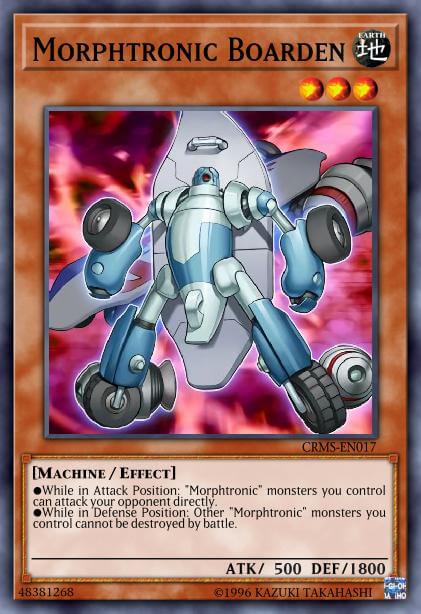 MORPHTRONIC BOARDEN
EARTH
地
CRMS-EN017
[MACHINE / EFFECT]
●While in Attack Position: "Morphtronic" monsters you control
can attack your opponent directly.
●While in Defense Position: Other "Morphtronic" monsters you
control cannot be destroyed by battle.
ATK/ 500 DEF/1800
48381268
©1996 KAZUKI TAKAHASHI